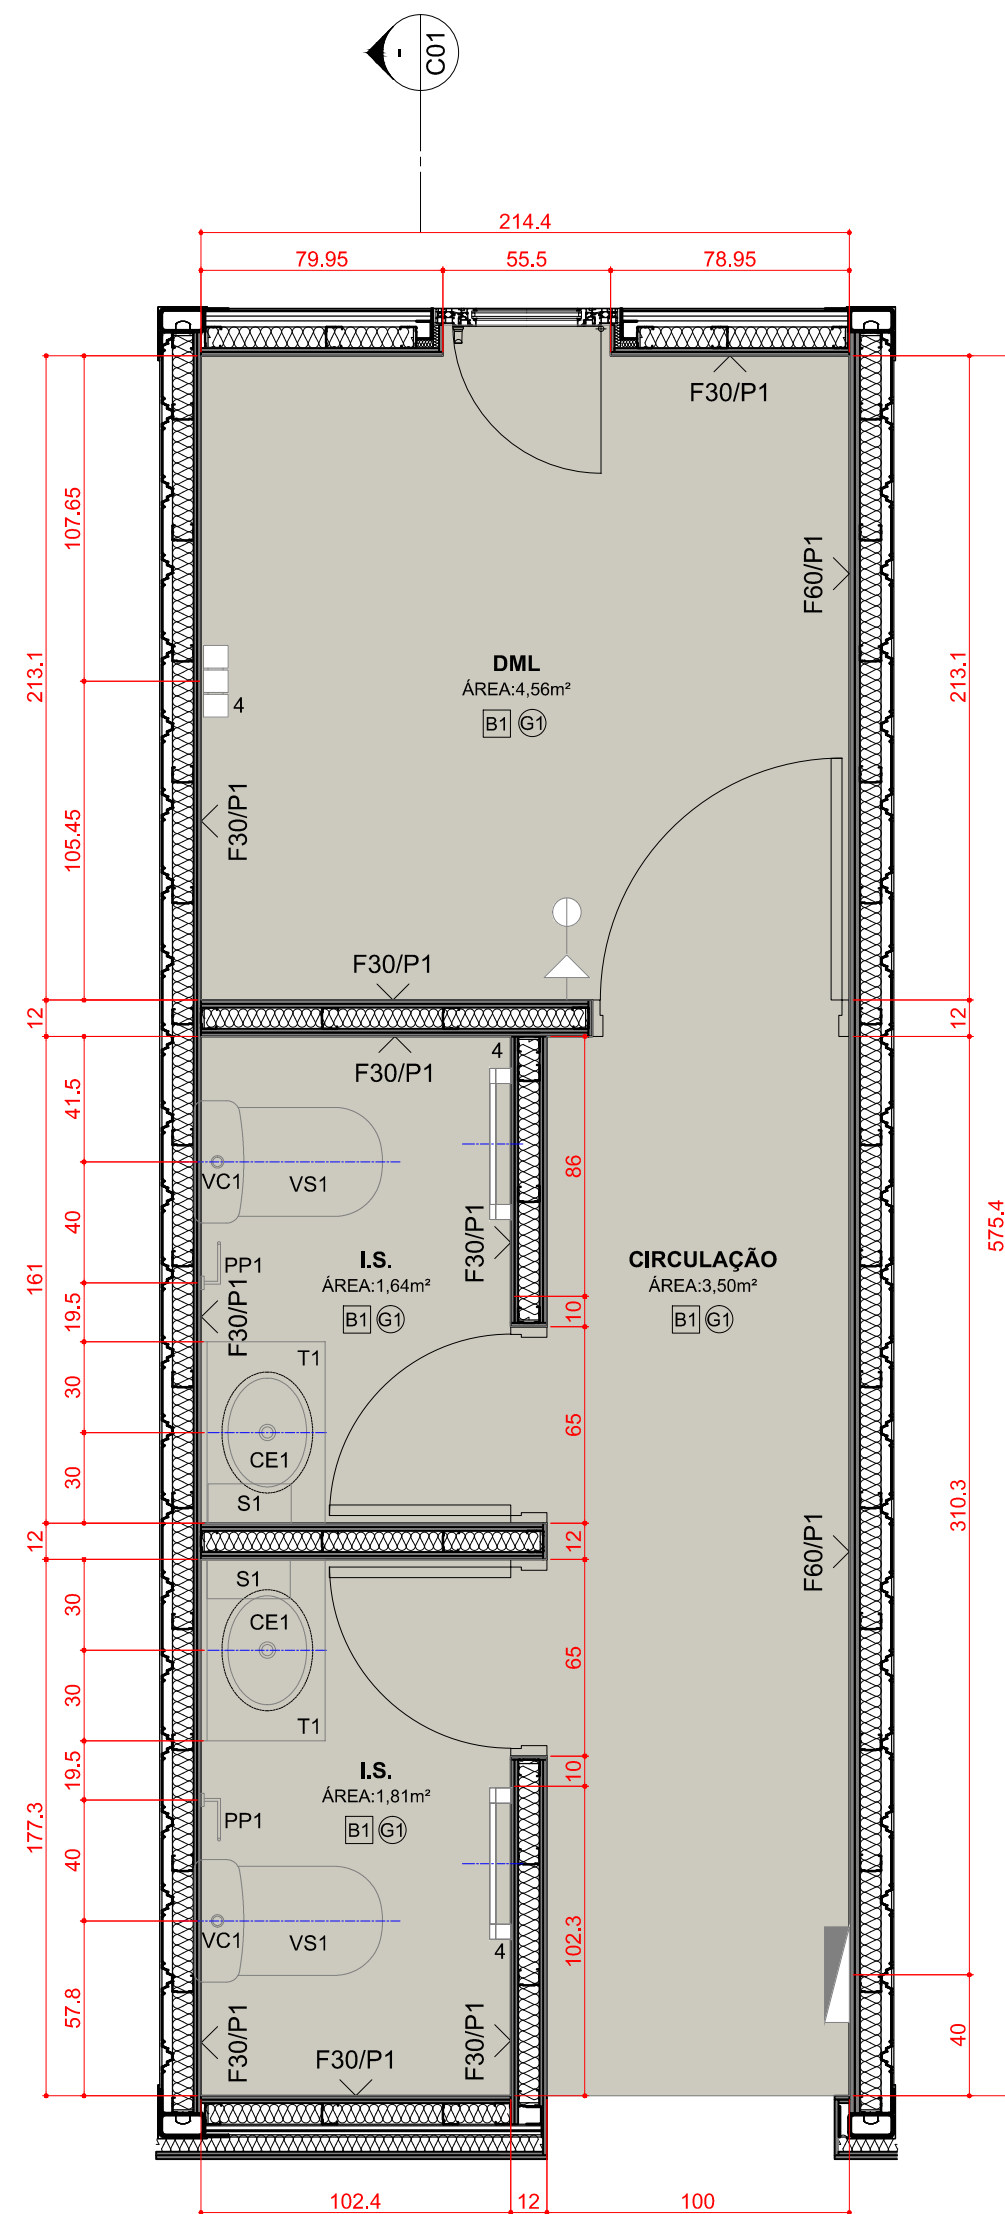 -
C01
214.4
79.95
55.5
78.95
F30/P1
107.65
F60/P1
213.1
DML
ÁREA:4,56m²
B1 G1
4
213.1
105.45
F30/P1
F30/P1
12
12
F30/P1
4
41.5
86
VC1
VS1
40
F30/P1
575.4
PP1
I.S.
ÁREA:1,64m²
B1 G1
CIRCULAÇÃO
ÁREA:3,50m²
B1 G1
161
19.5
F30/P1
10
T1
30
65
CE1
30
S1
310.3
12
12
F60/P1
S1
30
CE1
65
30
T1
19.5
I.S.
ÁREA:1,81m²
B1 G1
10
PP1
177.3
40
VC1
VS1
102.3
4
57.8
F30/P1
F30/P1
F30/P1
40
102.4
12
100